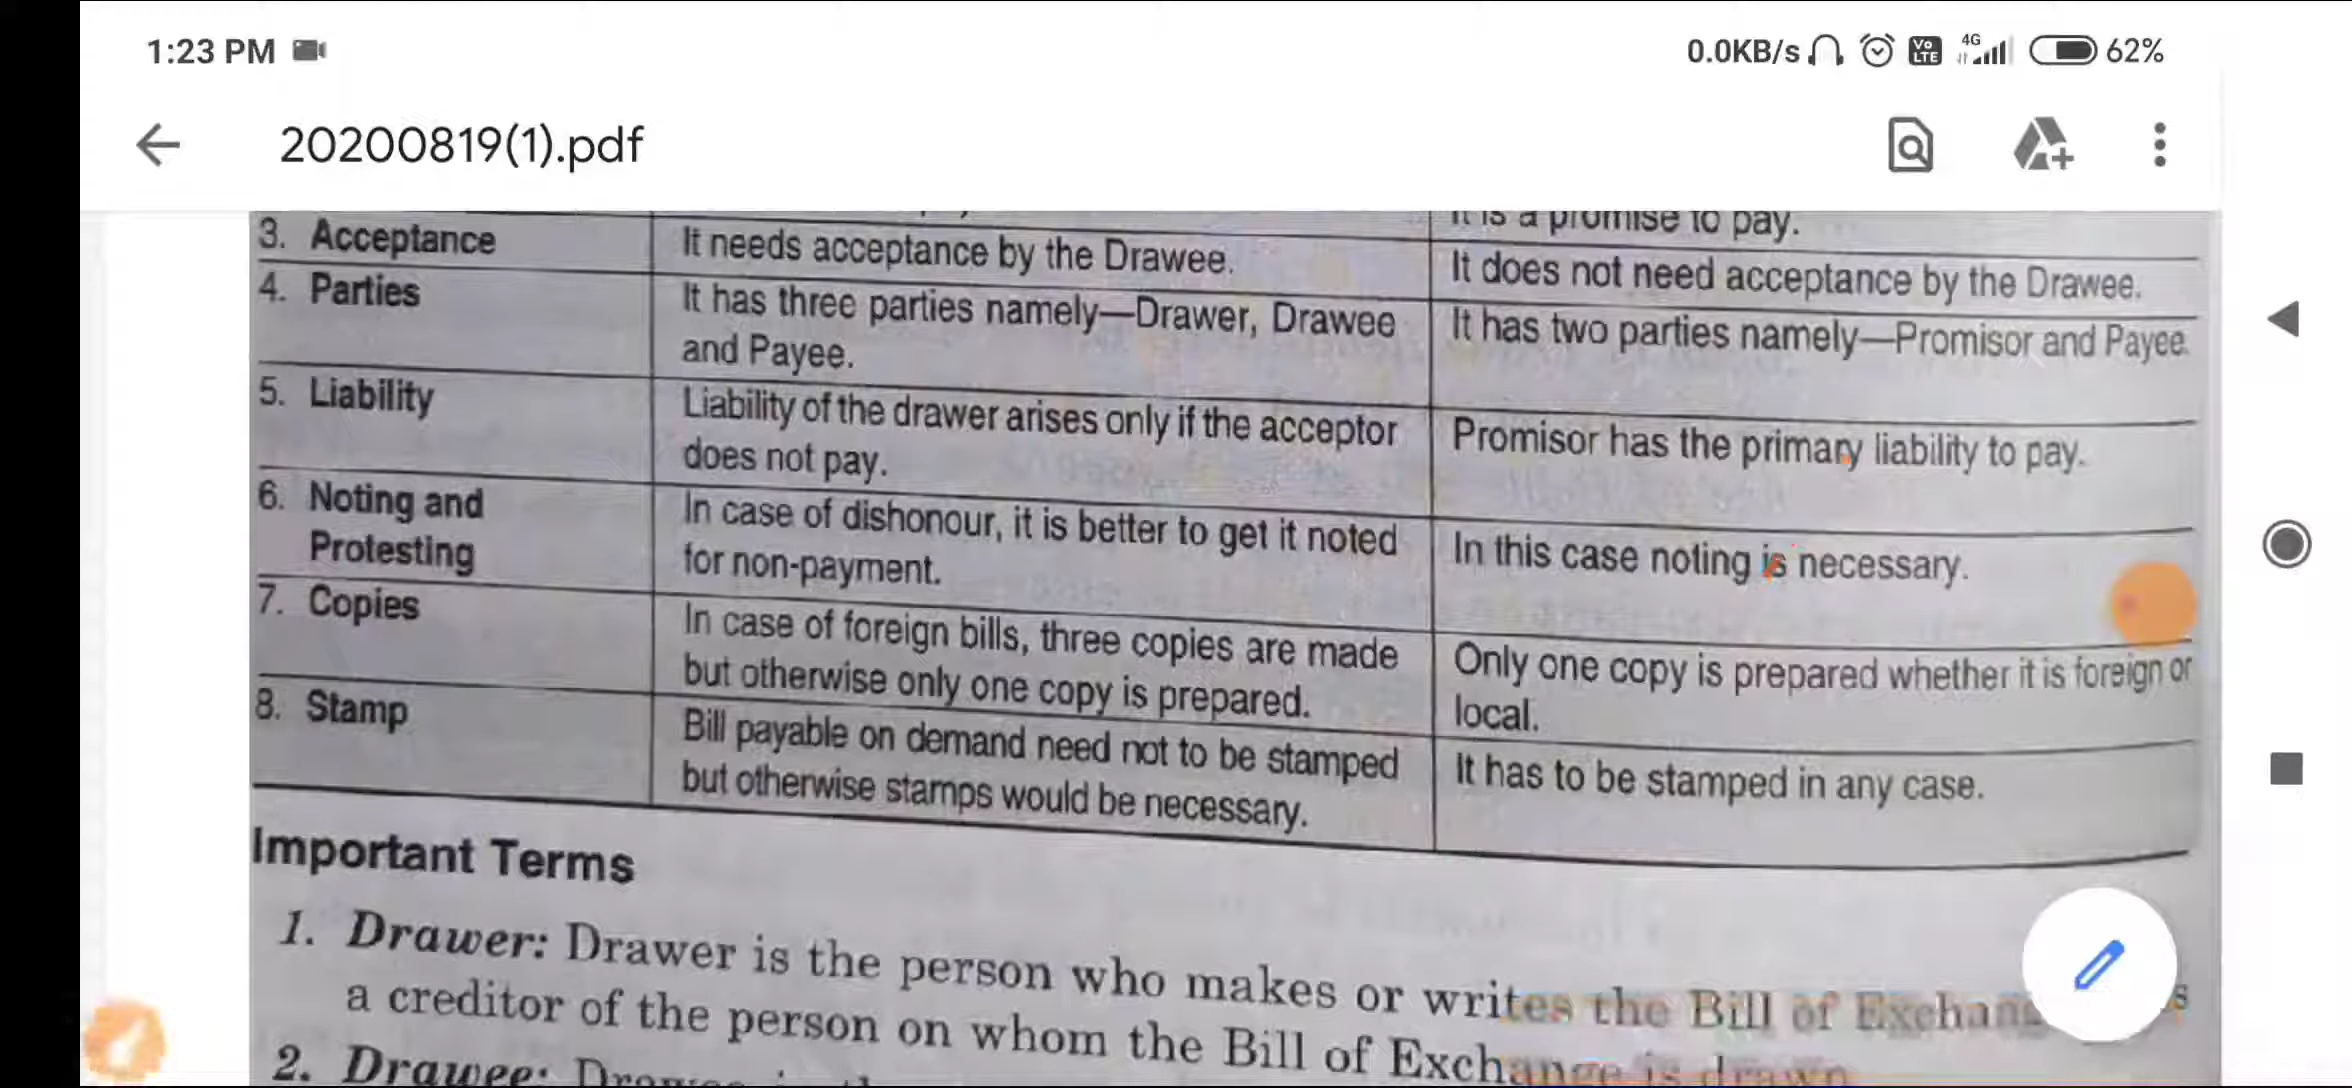 1:23 PM
0.0KB/s
Vo
LTE
4G
62%
20200819(1).pdf
It is a promise to pay.
3. Acceptance
It needs acceptance by the Drawee.
It does not need acceptance by the Drawee.
4. Parties
It has three parties namely—Drawer, Drawee
and Payee.
It has two parties namely—Promisor and Payee.
5. Liability
Liability of the drawer arises only if the acceptor
does not pay.
Promisor has the primary liability to pay.
6. Noting and
Protesting
In case of dishonour, it is better to get it noted
for non-payment.
In this case noting is necessary.
7. Copies
In case of foreign bills, three copies are made
but otherwise only one copy is prepared.
Only one copy is prepared whether it is foreign or
local.
8. Stamp
Bill payable on demand need not to be stamped
but otherwise stamps would be necessary.
It has to be stamped in any case.
Important Terms
1. Drawer: Drawer is the person who makes or writes the Bill of
a creditor of the person on whom the Bill of Exchange is drawn
2. Drawee: